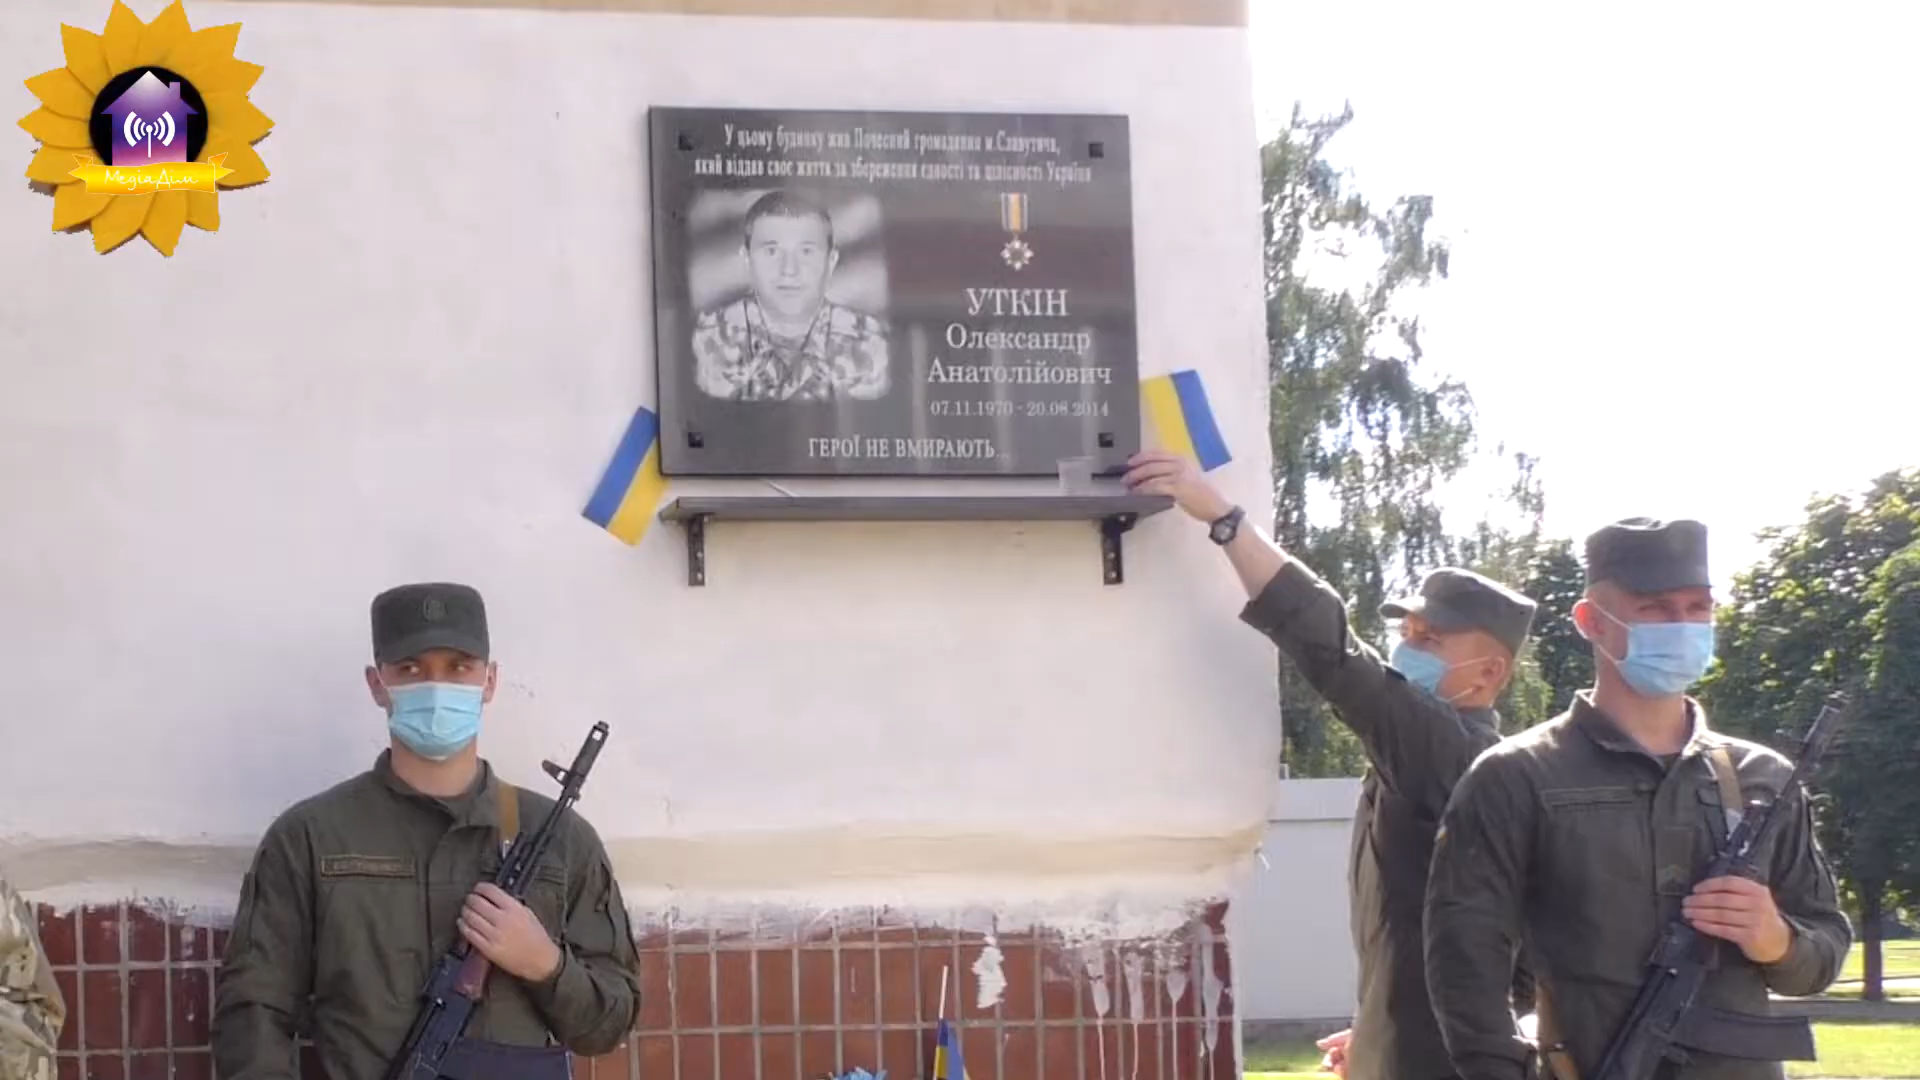 МедіаДім
У цьому будинку жив Почесний громадянин м.Славутича,
який віддав своє життя за збереження єдності та цілісності України
УТКІН
Олександр
Анатолійович
07.11.1970 - 20.08.2014
ГЕРОЇ НЕ ВМИРАЮТЬ...